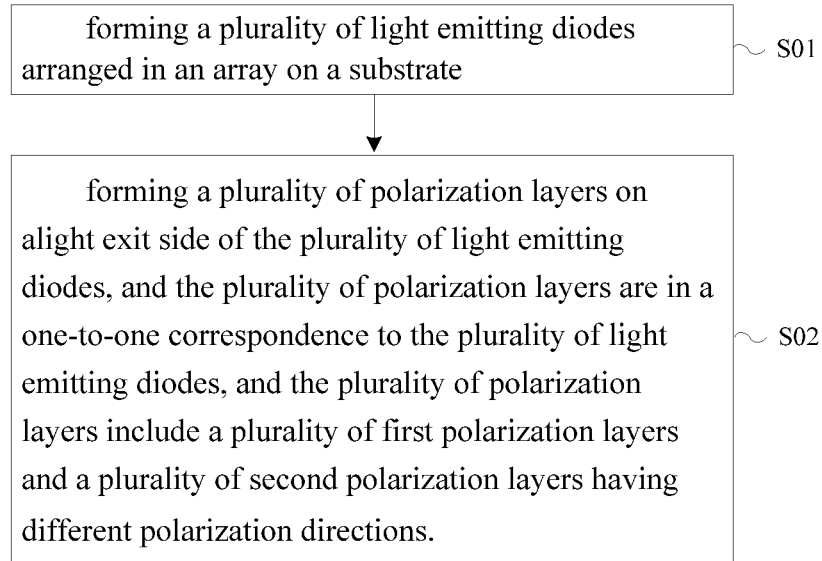 forming a plurality of light emitting diodes
arranged in an array on a substrate
S01
forming a plurality of polarization layers on
alight exit side of the plurality of light emitting
diodes, and the plurality of polarization layers are in a
one-to-one correspondence to the plurality of light
emitting diodes, and the plurality of polarization
layers include a plurality of first polarization layers
and a plurality of second polarization layers having
different polarization directions.
S02